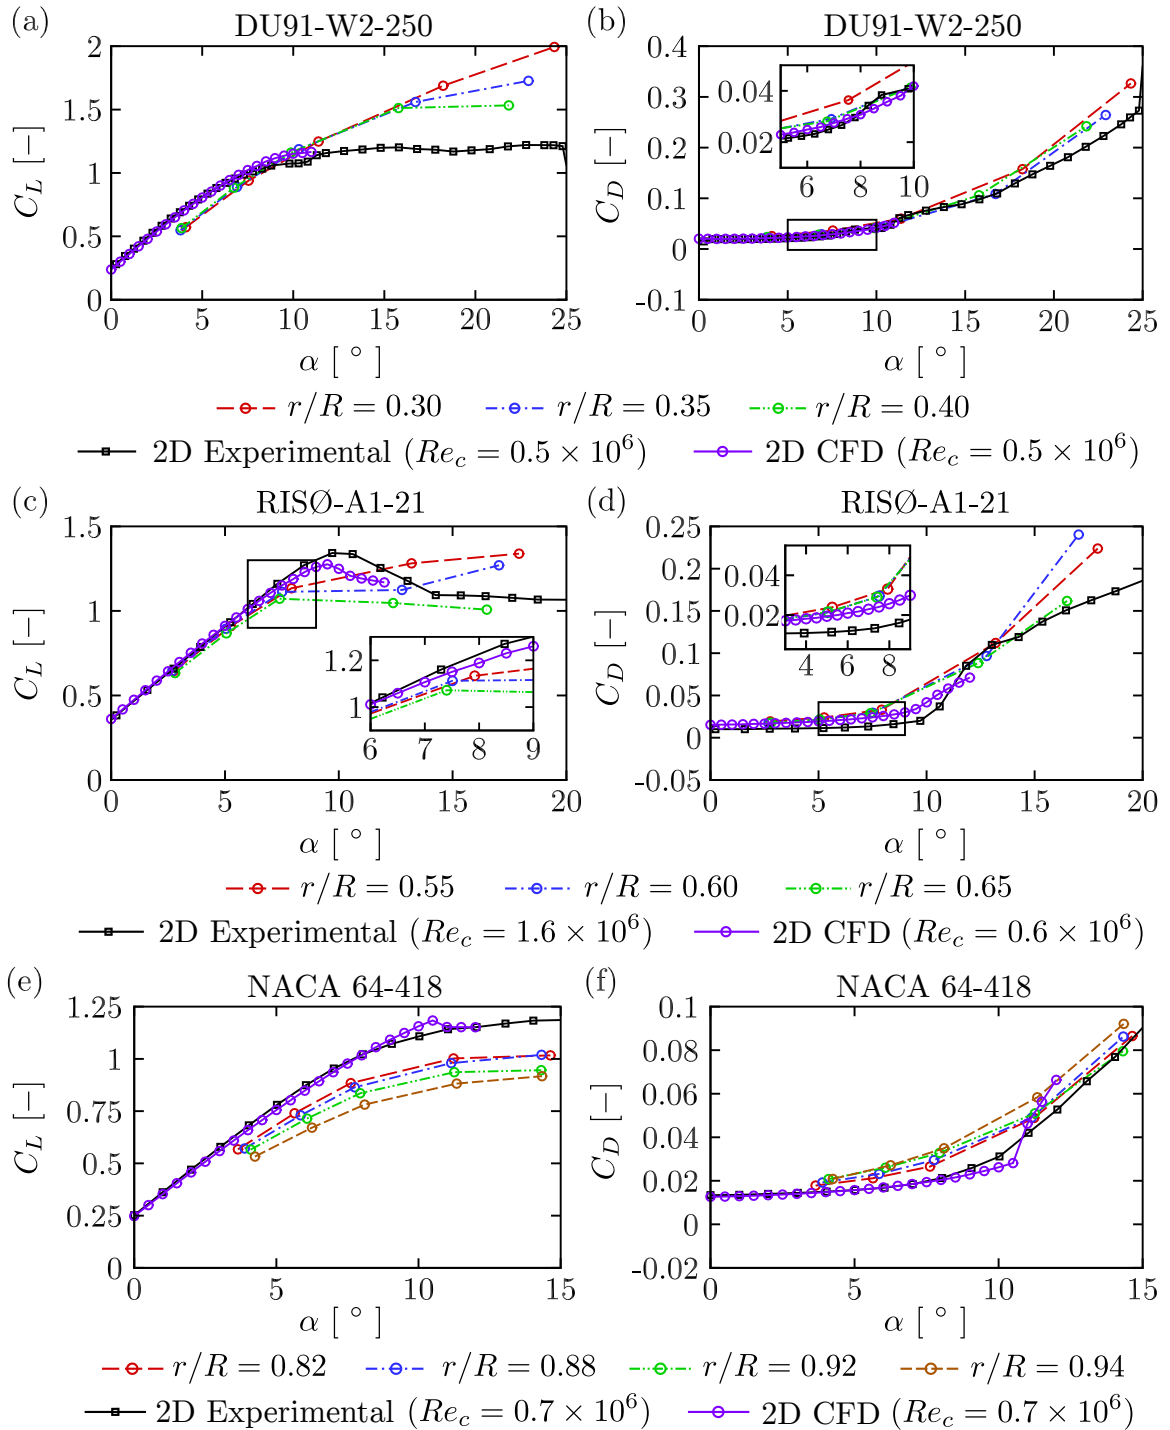 (a) DU91-W2-250 (b) DU91-W2-250
C_L [−]
2
1.5
1
0.5
0
0 5 10 15 20 25
α [ ° ]
C_D [−]
0.4
0.3
0.2
0.1
0
-0.1
0.04
0.02
6 8 10
0 5 10 15 20 25
α [ ° ]
r/R = 0.30 r/R = 0.35 r/R = 0.40
2D Experimental (Re_c = 0.5 × 10^6) 2D CFD (Re_c = 0.5 × 10^6)
(c) RISØ-A1-21 (d) RISØ-A1-21
C_L [−]
1.5
1
0.5
0
1.2
1
6 7 8 9
0 5 10 15 20
α [ ° ]
C_D [−]
0.25
0.2
0.15
0.1
0.05
0
-0.05
0.04
0.02
4 6 8
0 5 10 15 20
α [ ° ]
r/R = 0.55 r/R = 0.60 r/R = 0.65
2D Experimental (Re_c = 1.6 × 10^6) 2D CFD (Re_c = 0.6 × 10^6)
(e) NACA 64-418 (f) NACA 64-418
C_L [−]
1.25
1
0.75
0.5
0.25
0
0 5 10 15
α [ ° ]
C_D [−]
0.1
0.08
0.06
0.04
0.02
0
-0.02
0 5 10 15
α [ ° ]
r/R = 0.82 r/R = 0.88 r/R = 0.92 r/R = 0.94
2D Experimental (Re_c = 0.7 × 10^6) 2D CFD (Re_c = 0.7 × 10^6)